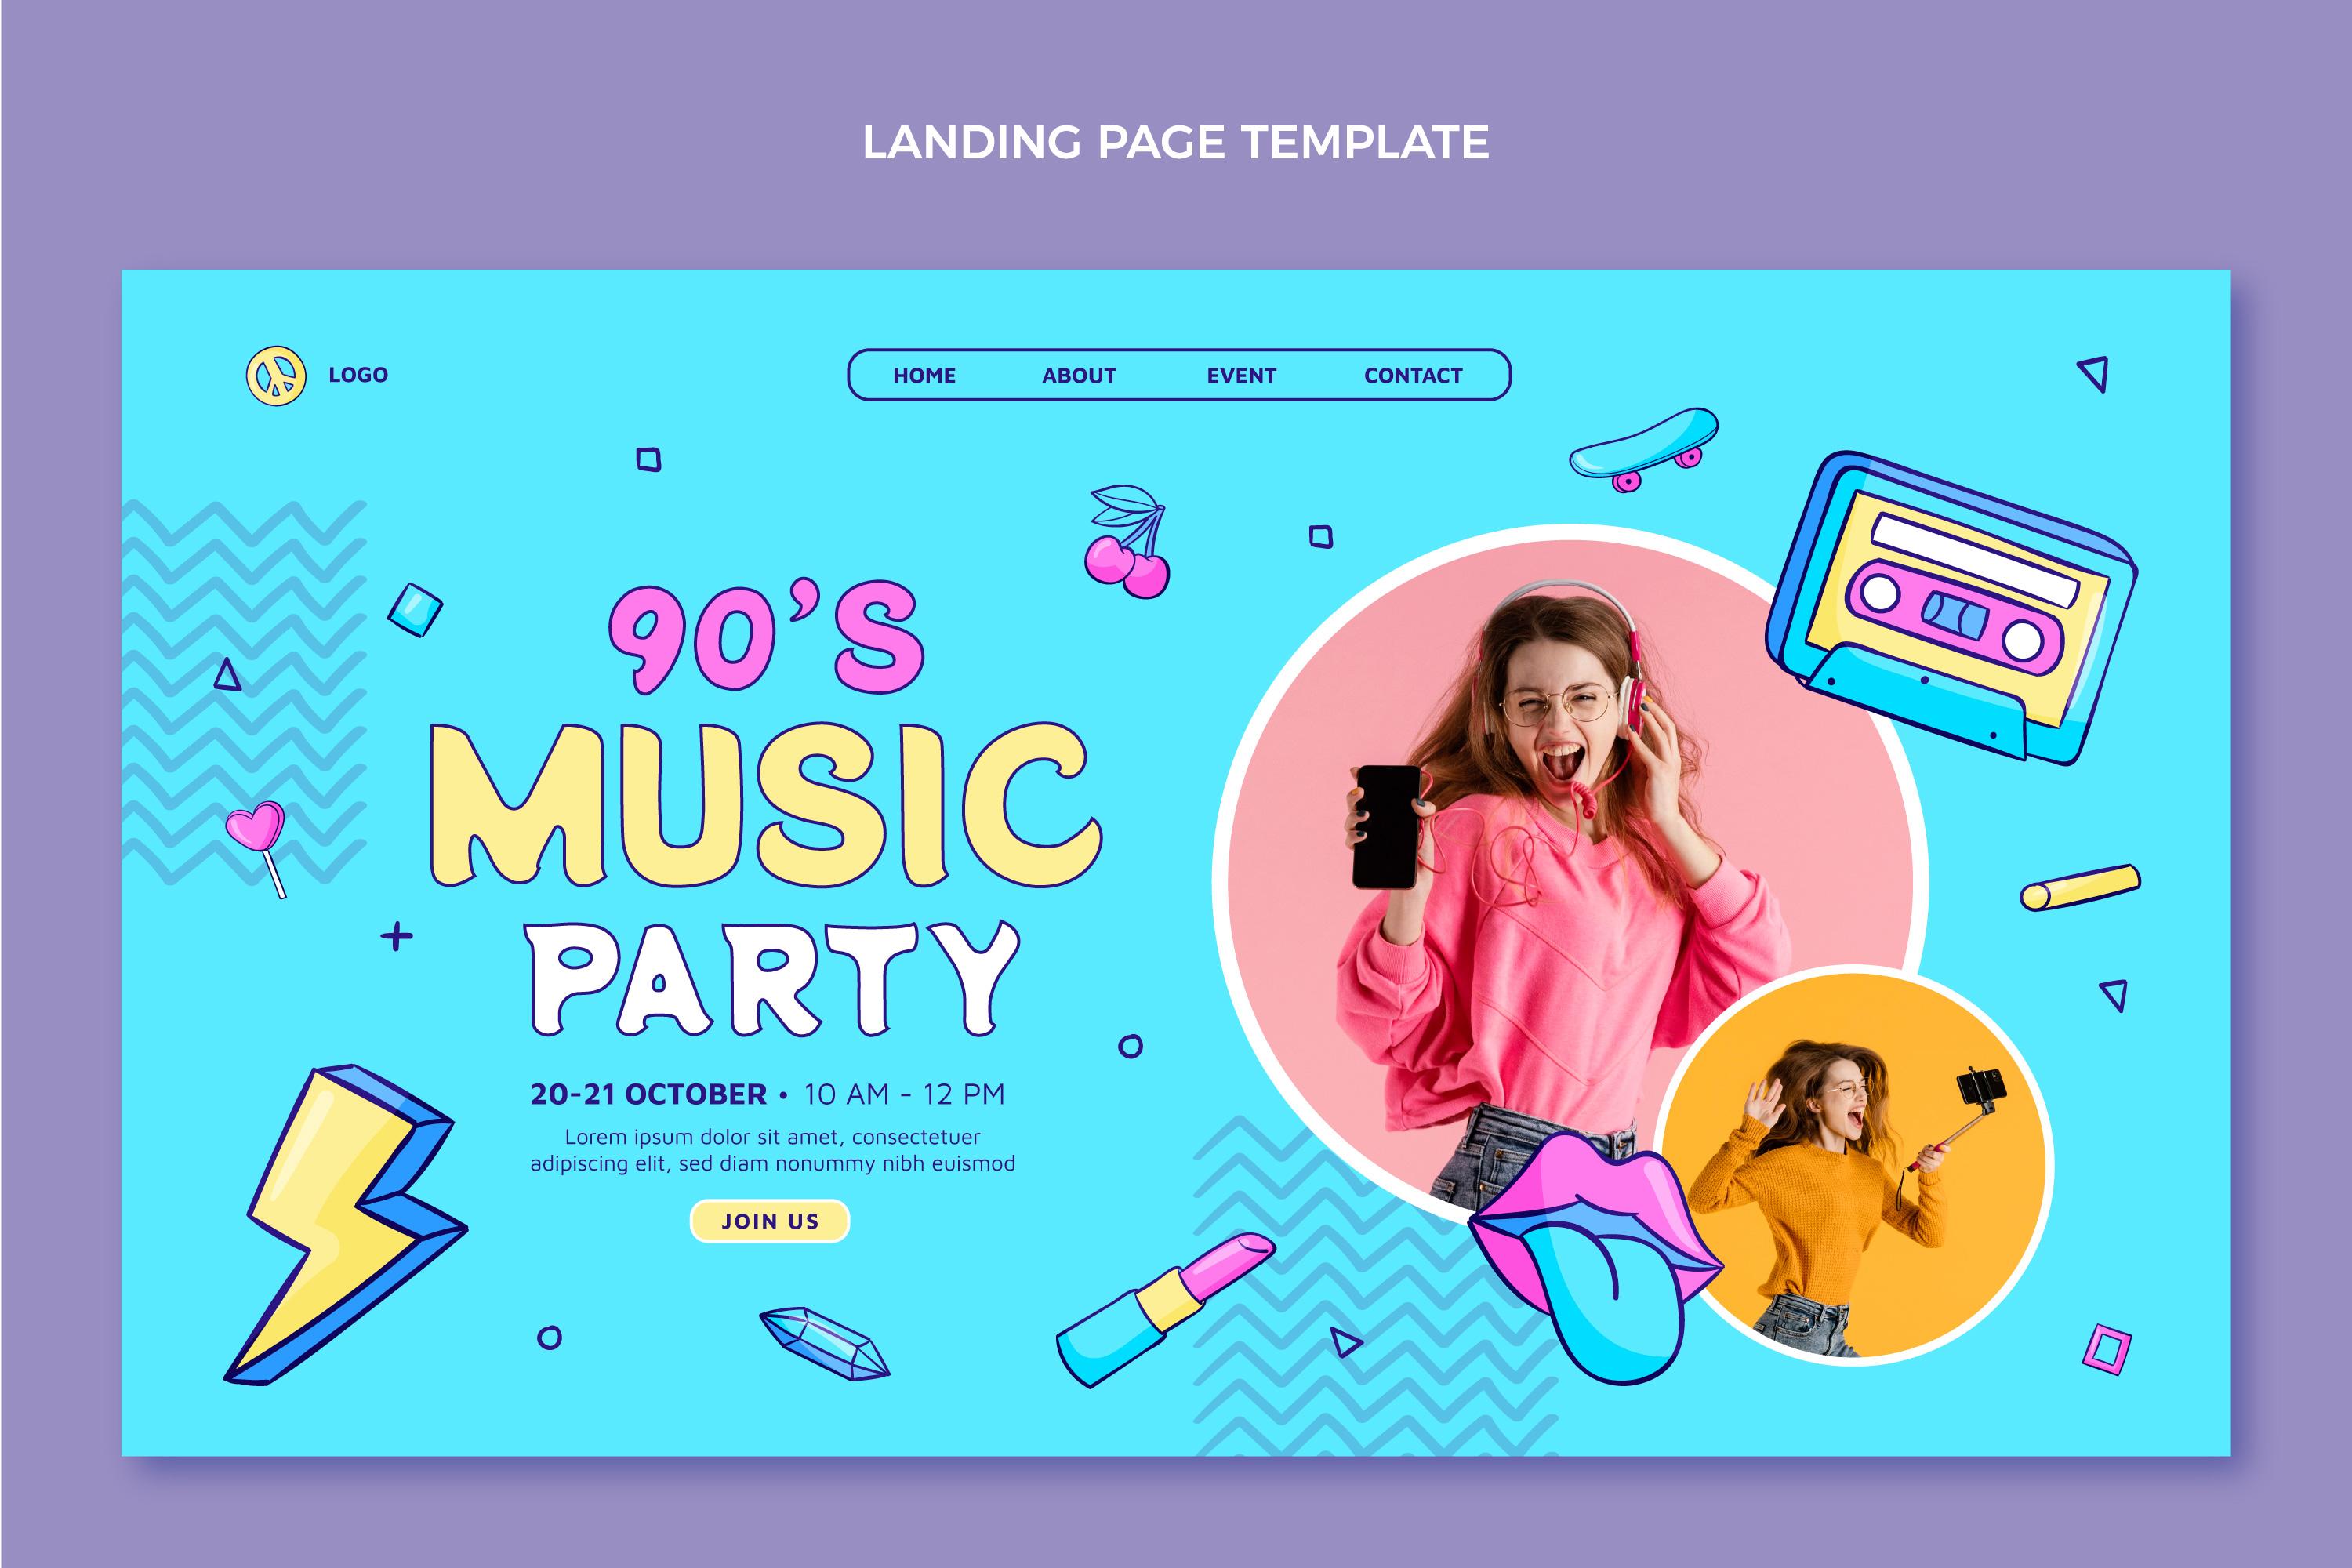 LANDING PAGE TEMPLATE
LOGO
HOME ABOUT EVENT CONTACT
90'S
MUSIC
PARTY
20-21 OCTOBER • 10 AM - 12 PM
Lorem ipsum dolor sit amet, consectetuer
adipiscing elit, sed diam nonummy nibh euismod
JOIN US